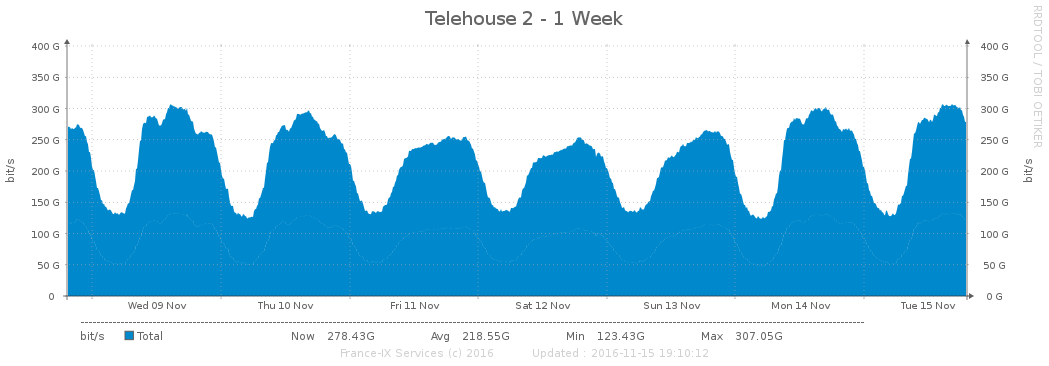 Telehouse 2 - 1 Week
RRDTOOL / TOBI OETIKER
400 G 400 G
350 G 350 G
300 G 300 G
250 G 250 G
200 G 200 G
150 G 150 G
100 G 100 G
50 G 50 G
0 0 G
bit/s bit/s
Wed 09 Nov Thu 10 Nov Fri 11 Nov Sat 12 Nov Sun 13 Nov Mon 14 Nov Tue 15 Nov
bit/s Total Now 278.43G Avg 218.55G Min 123.43G Max 307.05G
France-IX Services (c) 2016 Updated : 2016-11-15 19:10:12